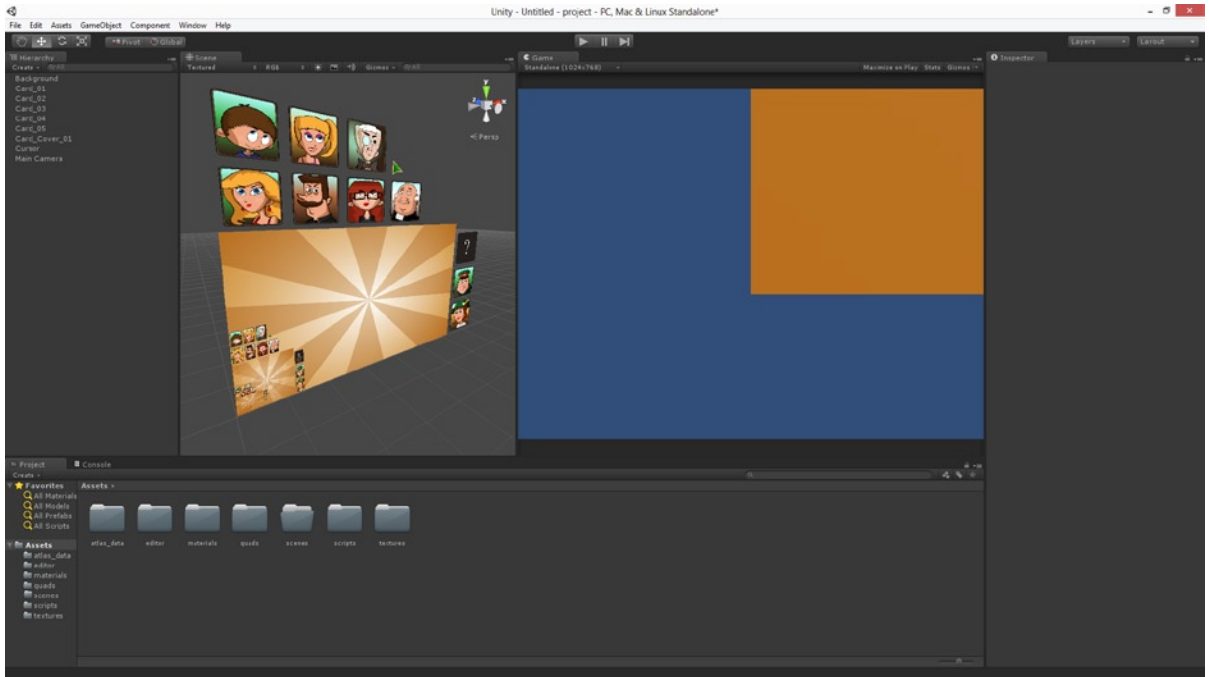 Unity - Untitled - project - PC, Mac & Linux Standalone*
File Edit Assets GameObject Component Window Help
Pivot Global Layers Layout
Hierarchy
Create All
Background
Card_01
Card_02
Card_03
Card_04
Card_05
Card_Cover_01
Cursor
Main Camera
Scene
Textured RGB Gizmos All
y
x
Persp
?
Game
Standalone (1024x768) Maximize on Play Stats Gizmos
Inspector
Project Console
Create
Favorites
All Materials
All Models
All Prefabs
All Scripts
Assets
atlas_data
editor
materials
quads
scenes
scripts
textures
Assets
atlas_data editor materials quads scenes scripts textures